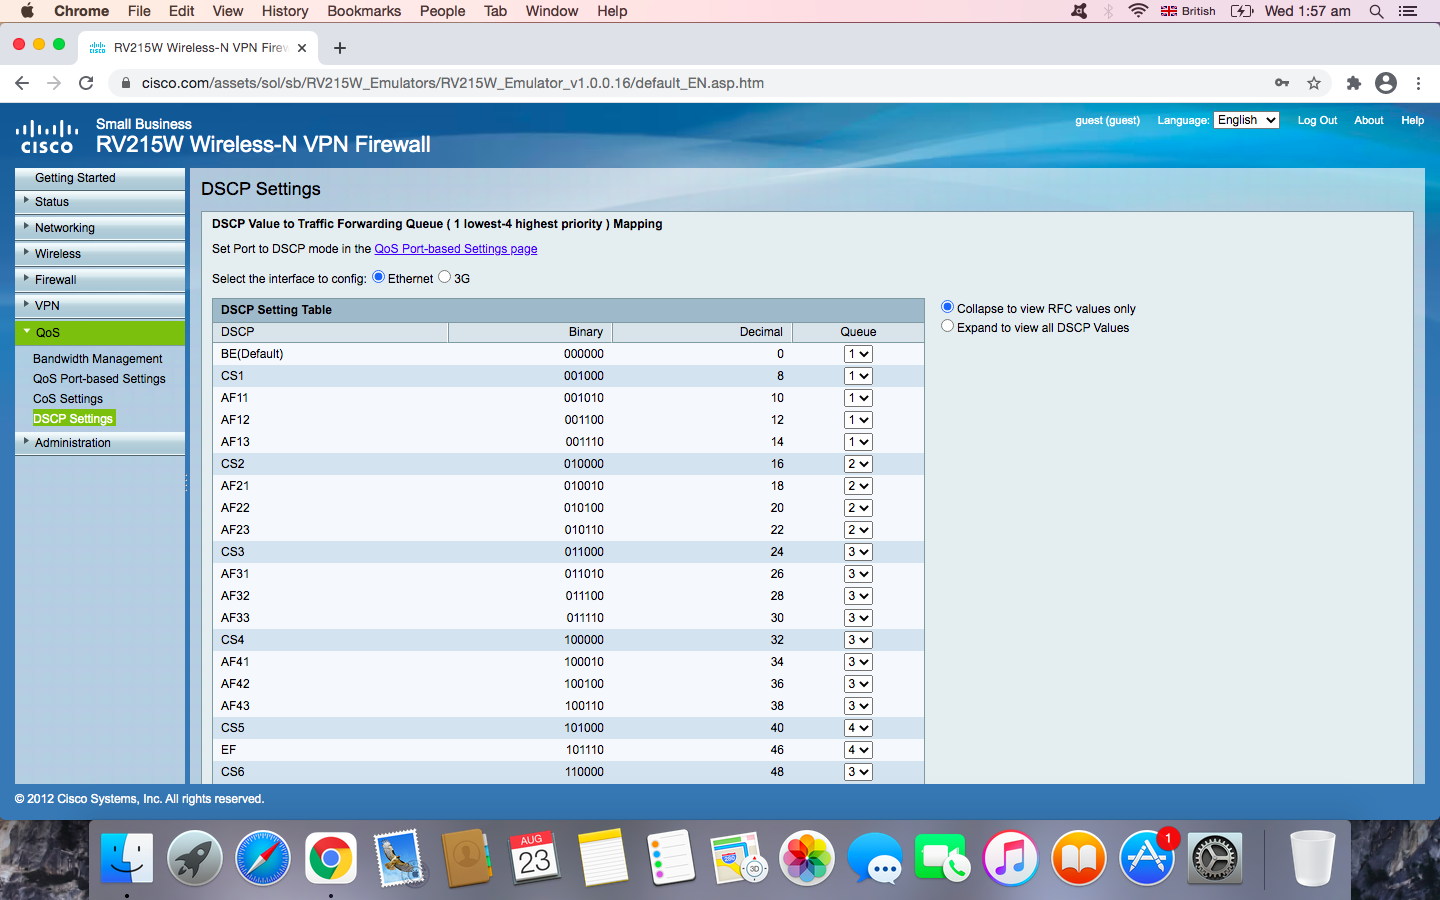 Chrome File Edit View History Bookmarks People Tab Window Help British Wed 1:57 am
RV215W Wireless-N VPN Firew
cisco.com/assets/sol/sb/RV215W_Emulators/RV215W_Emulator_v1.0.0.16/default_EN.asp.htm
Small Business
cisco RV215W Wireless-N VPN Firewall
guest (guest) Language: English Log Out About Help
Getting Started
Status
Networking
Wireless
Firewall
VPN
QoS
Bandwidth Management
QoS Port-based Settings
CoS Settings
DSCP Settings
Administration
DSCP Settings
DSCP Value to Traffic Forwarding Queue ( 1 lowest-4 highest priority ) Mapping
Set Port to DSCP mode in the QoS Port-based Settings page
Select the interface to config: Ethernet 3G
DSCP Setting Table
DSCP Binary Decimal Queue
BE(Default) 000000 0 1
CS1 001000 8 1
AF11 001010 10 1
AF12 001100 12 1
AF13 001110 14 1
CS2 010000 16 2
AF21 010010 18 2
AF22 010100 20 2
AF23 010110 22 2
CS3 011000 24 3
AF31 011010 26 3
AF32 011100 28 3
AF33 011110 30 3
CS4 100000 32 3
AF41 100010 34 3
AF42 100100 36 3
AF43 100110 38 3
CS5 101000 40 4
EF 101110 46 4
CS6 110000 48 3
Collapse to view RFC values only
Expand to view all DSCP Values
© 2012 Cisco Systems, Inc. All rights reserved.
AUG
23
280
3D
1